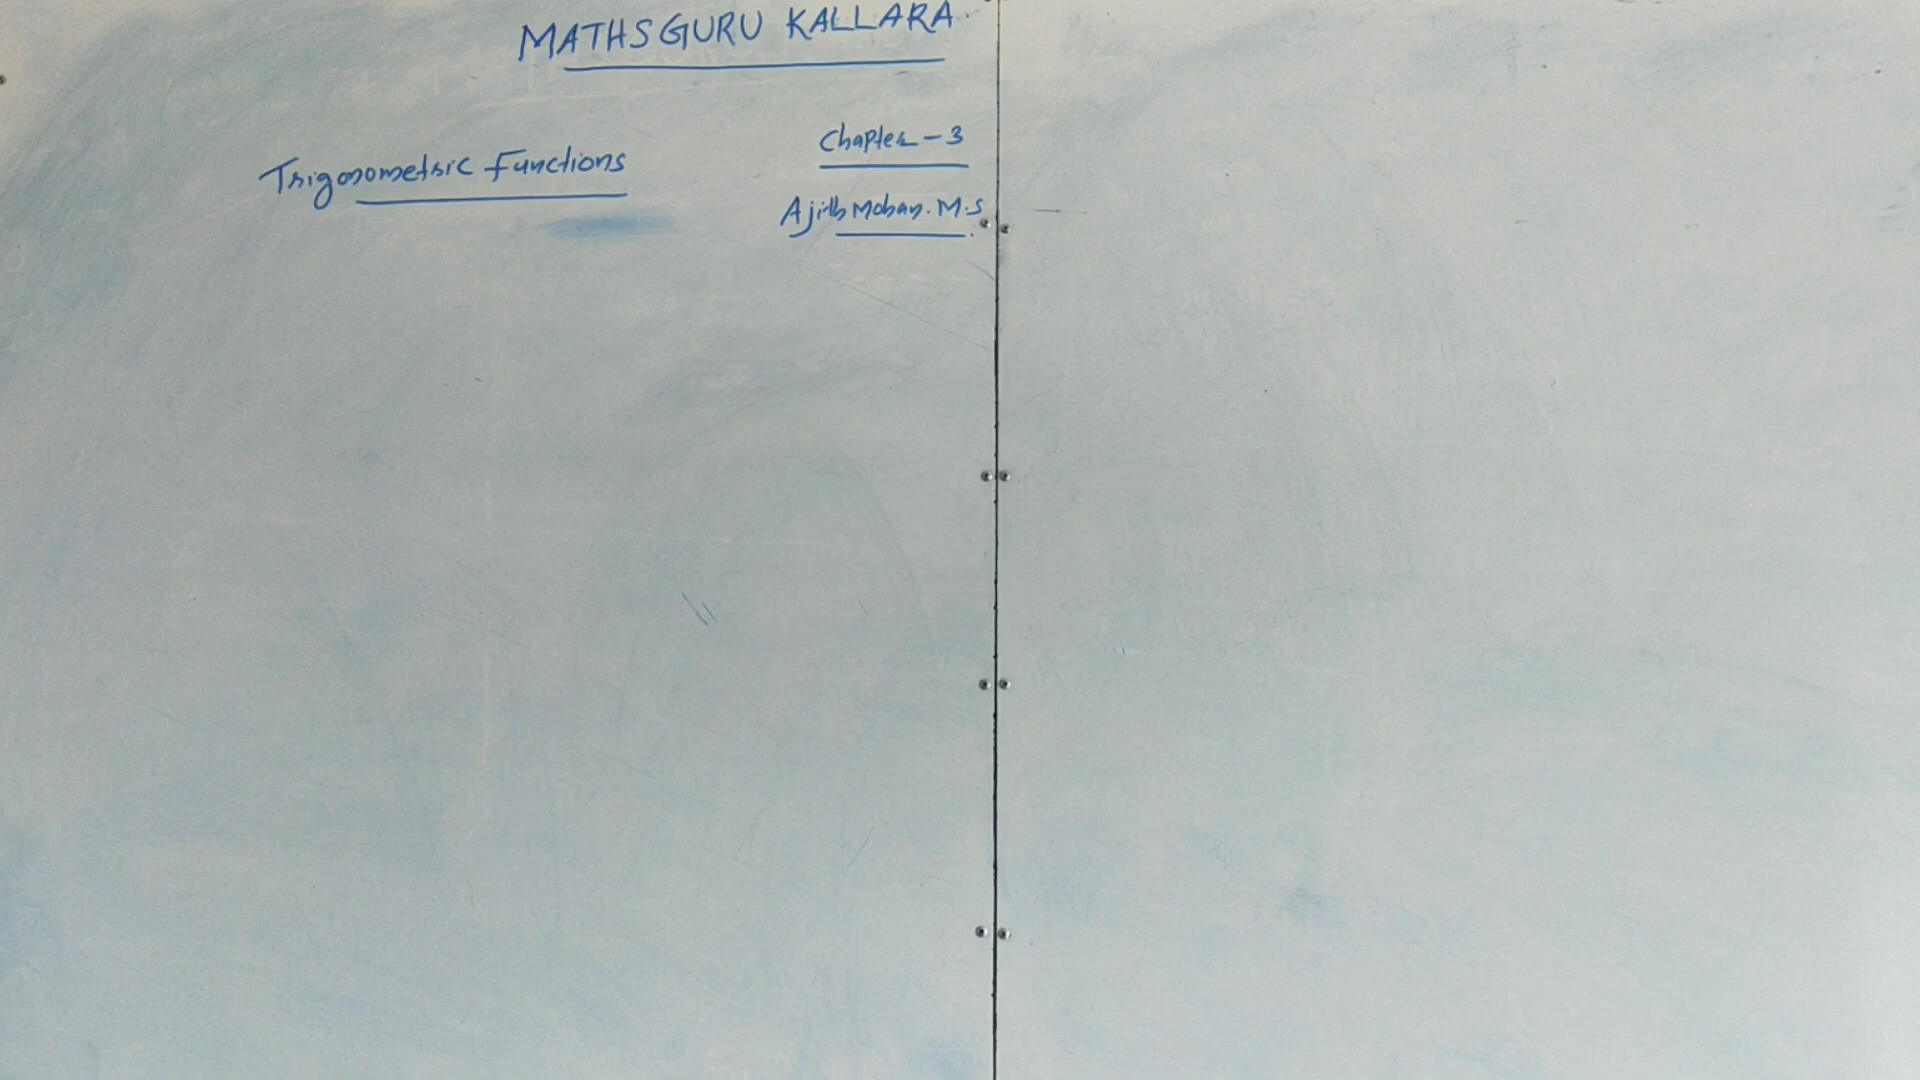 MATHSGURU KALLARA.
Trigonometric Functions
Chapter - 3
Ajith Mohan. M.S.